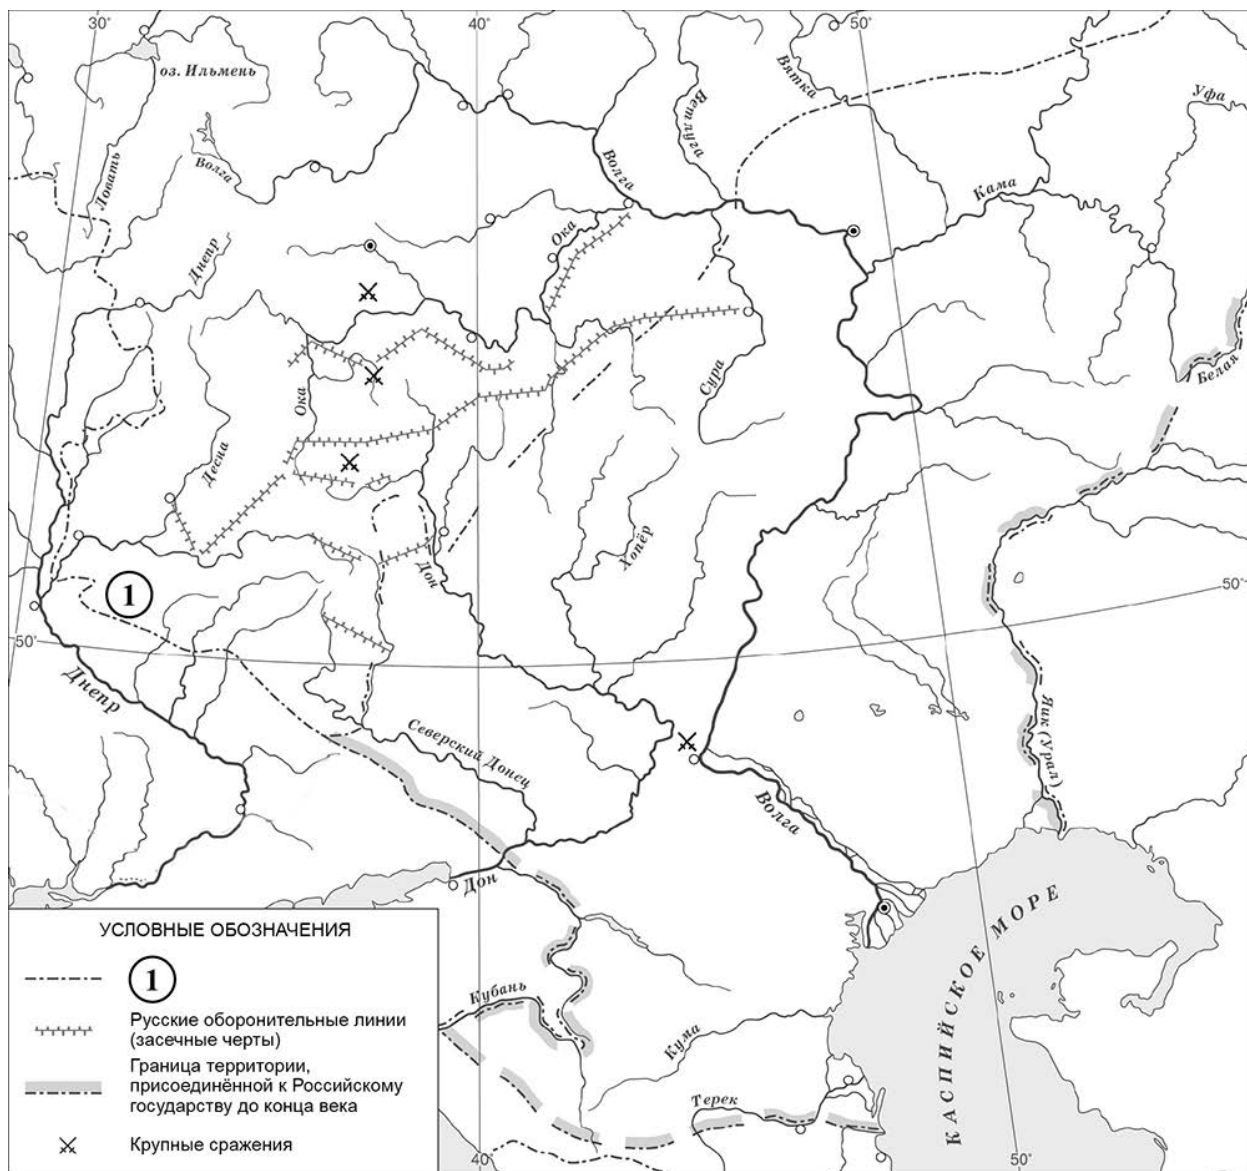 30°
40°
50°
оз. Ильмень
Вятка
Ветлуга
Уфа
Волга
Ловать
Волга
Кама
Ока
Днепр
Белая
Сура
Ока
Десна
Хопёр
Дон
50°
1
50°
Днепр
Яик (Урал)
Северский Донец
Волга
Дон
КАСПИЙСКОЕ МОРЕ
Кубань
Кума
Терек
40°
50°
УСЛОВНЫЕ ОБОЗНАЧЕНИЯ
1
Русские оборонительные линии
(засечные черты)
Граница территории,
присоединённой к Российскому
государству до конца века
Крупные сражения